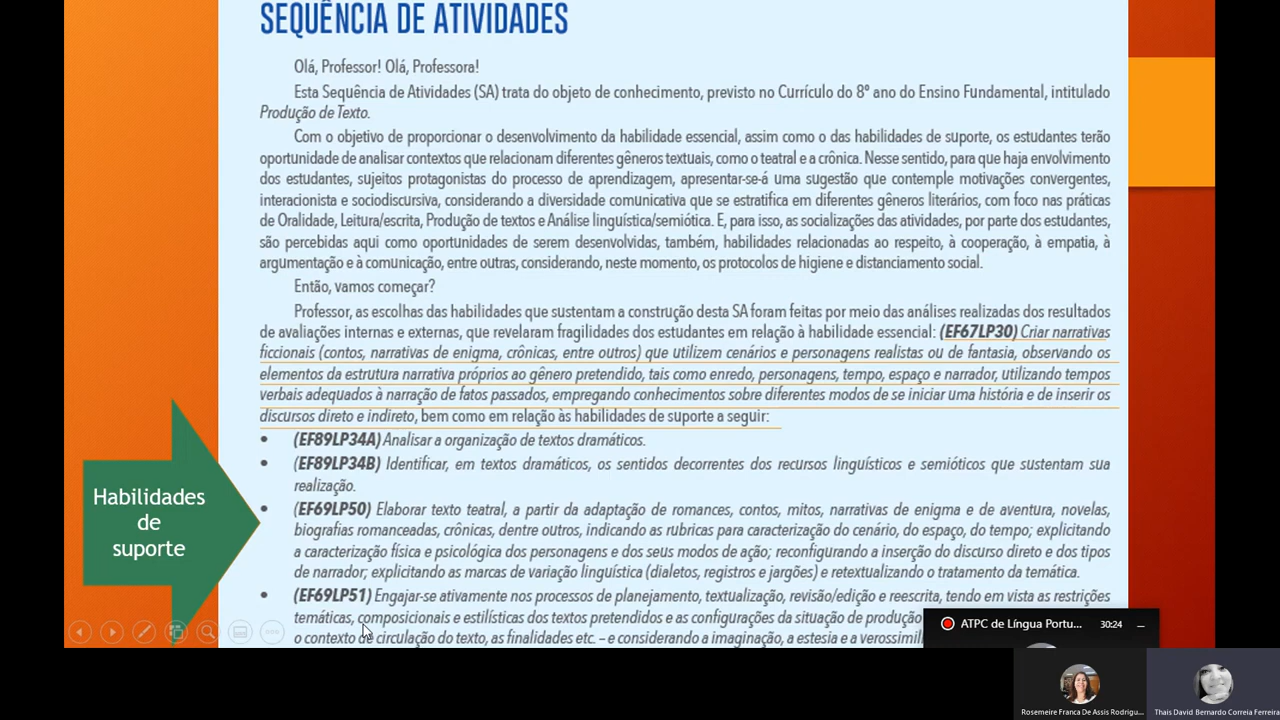 SEQUÊNCIA DE ATIVIDADES
Olá, Professor! Olá, Professora!
Esta Sequência de Atividades (SA) trata do objeto de conhecimento, previsto no Currículo do 8º ano do Ensino Fundamental, intitulado
Produção de Texto.
Com o objetivo de proporcionar o desenvolvimento da habilidade essencial, assim como o das habilidades de suporte, os estudantes terão
oportunidade de analisar contextos que relacionam diferentes gêneros textuais, como o teatral e a crônica. Nesse sentido, para que haja envolvimento
dos estudantes, sujeitos protagonistas do processo de aprendizagem, apresentar-se-á uma sugestão que contemple motivações convergentes,
interacionista e sociodiscursiva, considerando a diversidade comunicativa que se estratifica em diferentes gêneros literários, com foco nas práticas
de Oralidade, Leitura/escrita, Produção de textos e Análise linguística/semiótica. E, para isso, as socializações das atividades, por parte dos estudantes,
são percebidas aqui como oportunidades de serem desenvolvidas, também, habilidades relacionadas ao respeito, à cooperação, à empatia, à
argumentação e à comunicação, entre outras, considerando, neste momento, os protocolos de higiene e distanciamento social.
Então, vamos começar?
Professor, as escolhas das habilidades que sustentam a construção desta SA foram feitas por meio das análises realizadas dos resultados
de avaliações internas e externas, que revelaram fragilidades dos estudantes em relação à habilidade essencial: (EF67LP30) Criar narrativas
ficcionais (contos, narrativas de enigma, crônicas, entre outros) que utilizem cenários e personagens realistas ou de fantasia, observando os
elementos da estrutura narrativa próprios ao gênero pretendido, tais como enredo, personagens, tempo, espaço e narrador, utilizando tempos
verbais adequados à narração de fatos passados, empregando conhecimentos sobre diferentes modos de se iniciar uma história e de inserir os
discursos direto e indireto, bem como em relação às habilidades de suporte a seguir:
• (EF89LP34A) Analisar a organização de textos dramáticos.
• (EF89LP34B) Identificar, em textos dramáticos, os sentidos decorrentes dos recursos linguísticos e semióticos que sustentam sua
realização.
• (EF69LP50) Elaborar texto teatral, a partir da adaptação de romances, contos, mitos, narrativas de enigma e de aventura, novelas,
biografias romanceadas, crônicas, dentre outros, indicando as rubricas para caracterização do cenário, do espaço, do tempo; explicitando
a caracterização física e psicológica dos personagens e dos seus modos de ação; reconfigurando a inserção do discurso direto e dos tipos
de narrador; explicitando as marcas de variação linguística (dialetos, registros e jargões) e retextualizando o tratamento da temática.
• (EF69LP51) Engajar-se ativamente nos processos de planejamento, textualização, revisão/edição e reescrita, tendo em vista as restrições
temáticas, composicionais e estilísticas dos textos pretendidos e as configurações da situação de produção
o contexto de circulação do texto, as finalidades etc. – e considerando a imaginação, a estesia e a verossimil
Habilidades
de
suporte
ATPC de Língua Portu... 30:24
Rosemeire Franca De Assis Rodrigu...
Thais David Bernardo Correia Ferreira